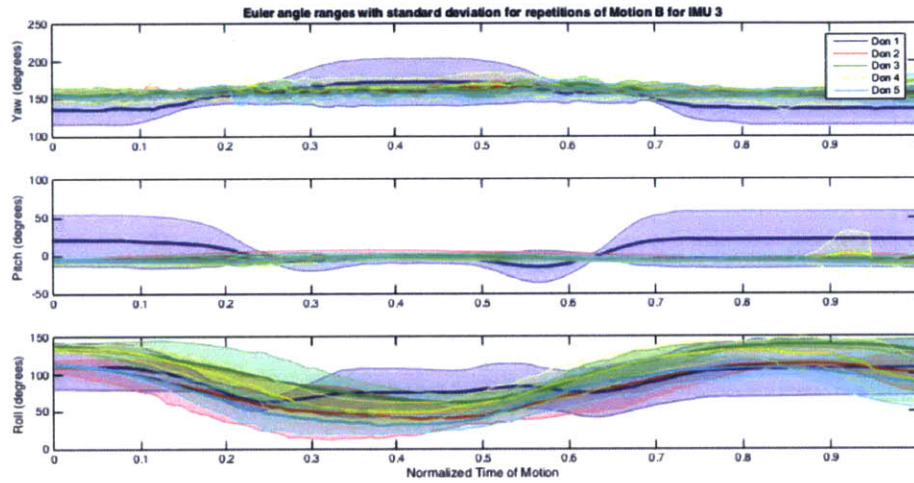 Euler angle ranges with standard deviation for repetitions of Motion B for IMU 3
250
200
150
100
Yaw (degrees)
0 0.1 0.2 0.3 0.4 0.5 0.6 0.7 0.8 0.9
Don 1
Don 2
Don 3
Don 4
Don 5
100
50
0
-50
Pitch (degrees)
0 0.1 0.2 0.3 0.4 0.5 0.6 0.7 0.8 0.9
150
100
50
0
Roll (degrees)
0 0.1 0.2 0.3 0.4 0.5 0.6 0.7 0.8 0.9
Normalized Time of Motion